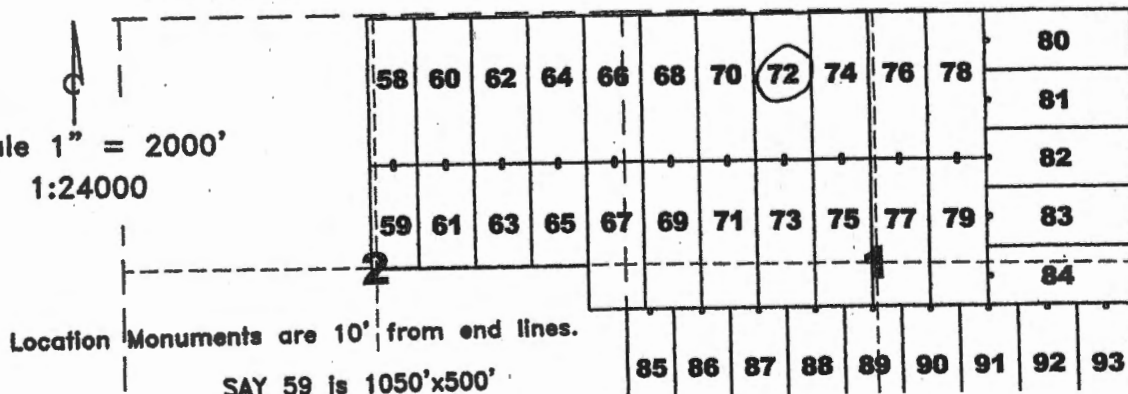 80
58 60 62 64 66 68 70 72 74 76 78
81
1" = 2000'
1:24000
82
59 61 63 65 67 69 71 73 75 77 79 83
2 1 84
Location Monuments are 10' from end lines.
85 86 87 88 89 90 91 92 93
SAY 59 is 1050'x500'